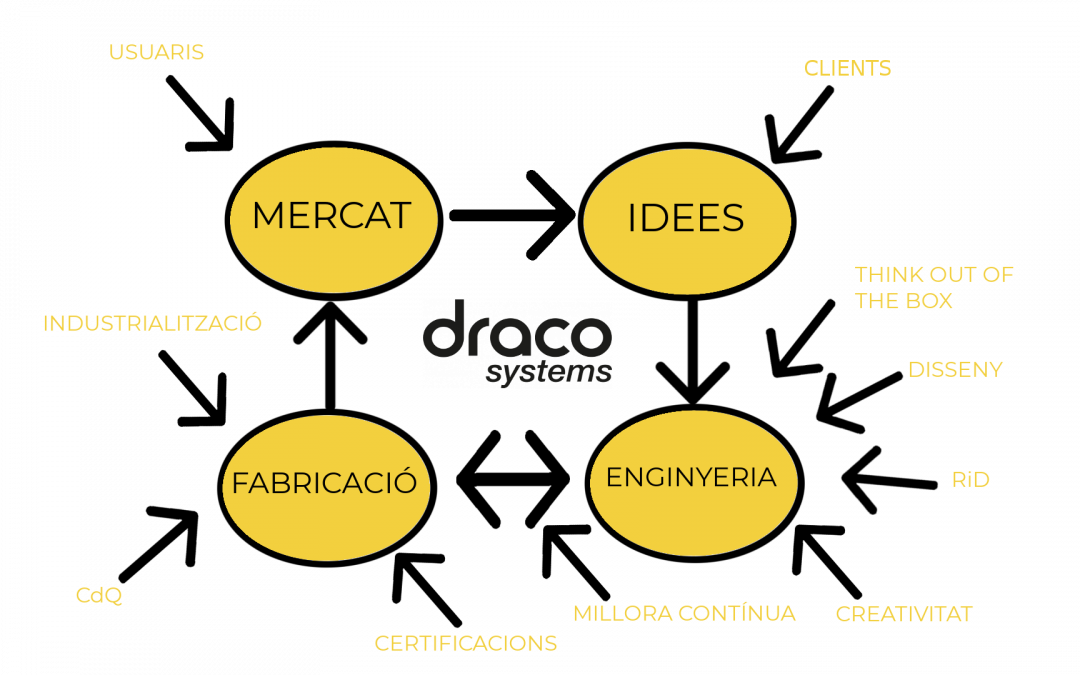 USUARIS
CLIENTS
MERCAT
IDEES
THINK OUT OF
THE BOX
INDUSTRIALITZACIÓ
draco
systems
DISSENY
FABRICACIÓ
ENGINYERIA
RiD
CdQ
MILLORA CONTÍNUA
CREATIVITAT
CERTIFICACIONS